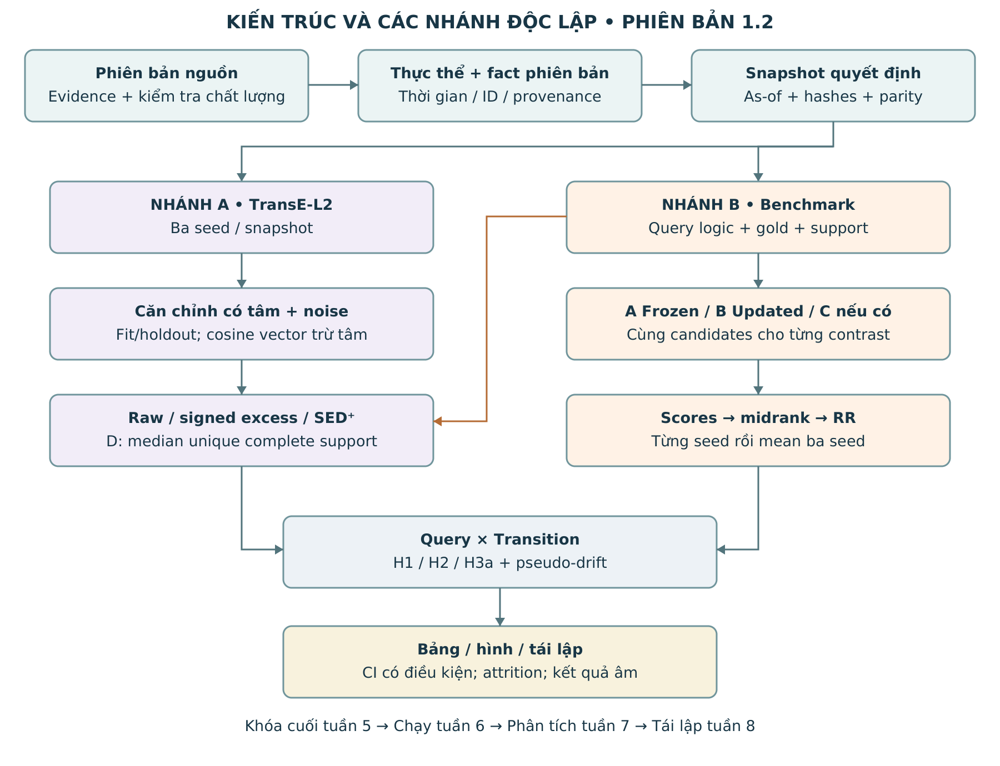 KIẾN TRÚC VÀ CÁC NHÁNH ĐỘC LẬP • PHIÊN BẢN 1.2
Phiên bản nguồn
Evidence + kiểm tra chất lượng
Thực thể + fact phiên bản
Thời gian / ID / provenance
Snapshot quyết định
As-of + hashes + parity
NHÁNH A • TransE-L2
Ba seed / snapshot
NHÁNH B • Benchmark
Query logic + gold + support
Căn chỉnh có tâm + noise
Fit/holdout; cosine vector trừ tâm
A Frozen / B Updated / C nếu có
Cùng candidates cho từng contrast
Raw / signed excess / SED⁺
D: median unique complete support
Scores → midrank → RR
Từng seed rồi mean ba seed
Query × Transition
H1 / H2 / H3a + pseudo-drift
Bảng / hình / tái lập
CI có điều kiện; attrition; kết quả âm
Khóa cuối tuần 5 → Chạy tuần 6 → Phân tích tuần 7 → Tái lập tuần 8